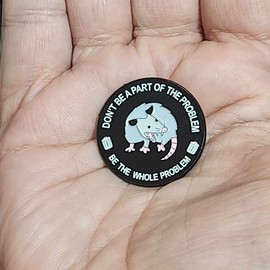 DON'T BE A PART OF THE PROBLEM
BE THE WHOLE PROBLEM